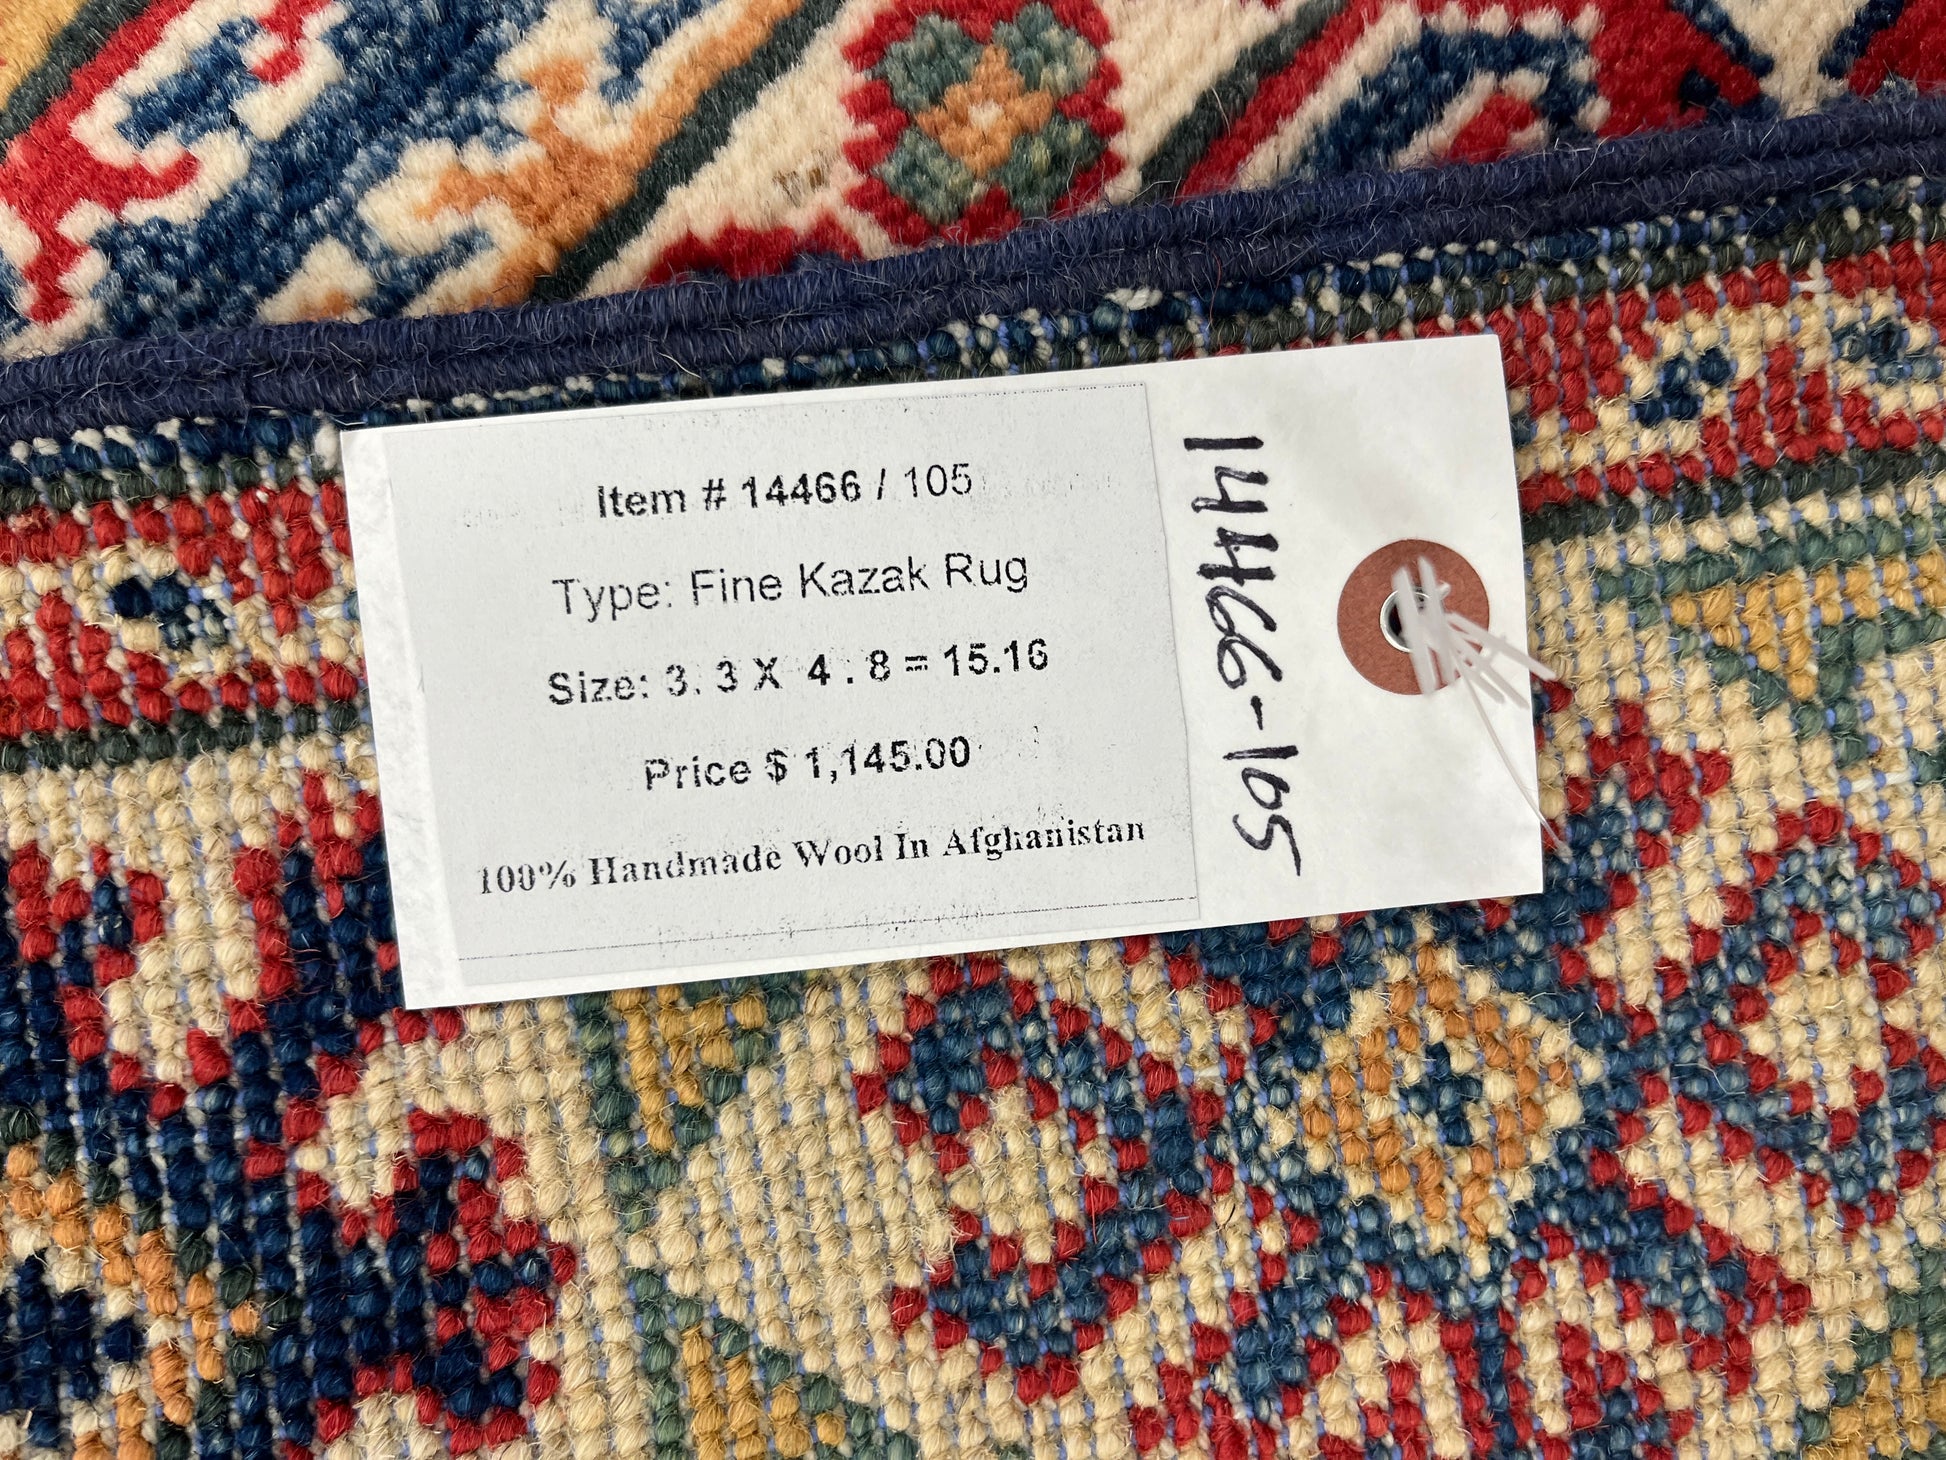 Item # 14466 / 105
Type: Fine Kazak Rug
Size: 3. 3 X 4 . 8 = 15.16
Price $ 1,145.00
100% Handmade Wool In Afghanistan
14466-105